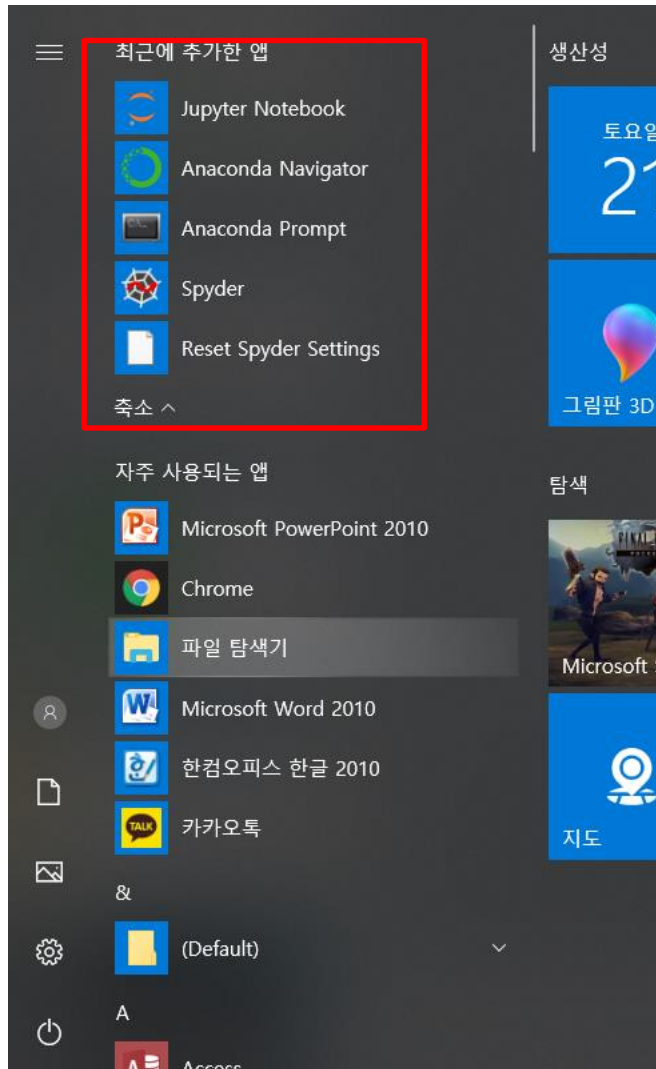 최근에 추가한 앱
Jupyter Notebook
Anaconda Navigator
Anaconda Prompt
Spyder
Reset Spyder Settings
축소
자주 사용되는 앱
Microsoft PowerPoint 2010
Chrome
파일 탐색기
Microsoft Word 2010
한컴오피스 한글 2010
TALK
카카오톡
&
(Default)
A
Access
생산성
토요일
21
그림판 3D
탐색
Microsoft
지도